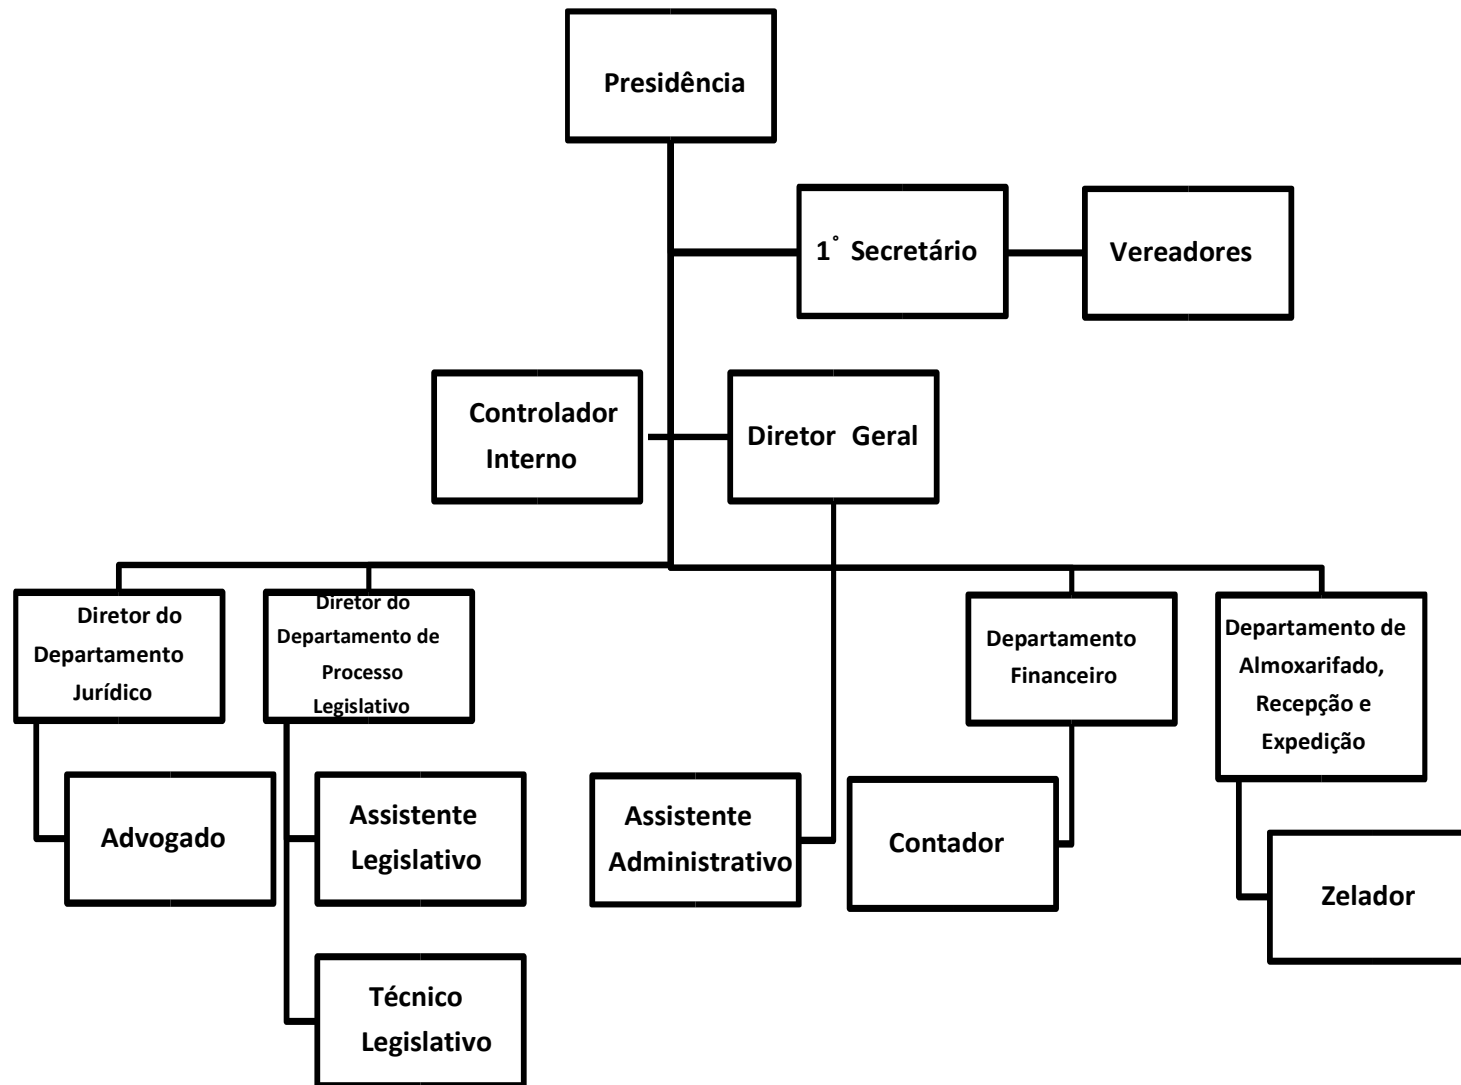 Presidência
1° Secretário
Vereadores
Controlador
Interno
Diretor Geral
Diretor do
Departamento
Jurídico
Diretor do
Departamento de
Processo
Legislativo
Departamento
Financeiro
Departamento de
Almoxarifado,
Recepção e
Expedição
Advogado
Assistente
Legislativo
Assistente
Administrativo
Contador
Zelador
Técnico
Legislativo